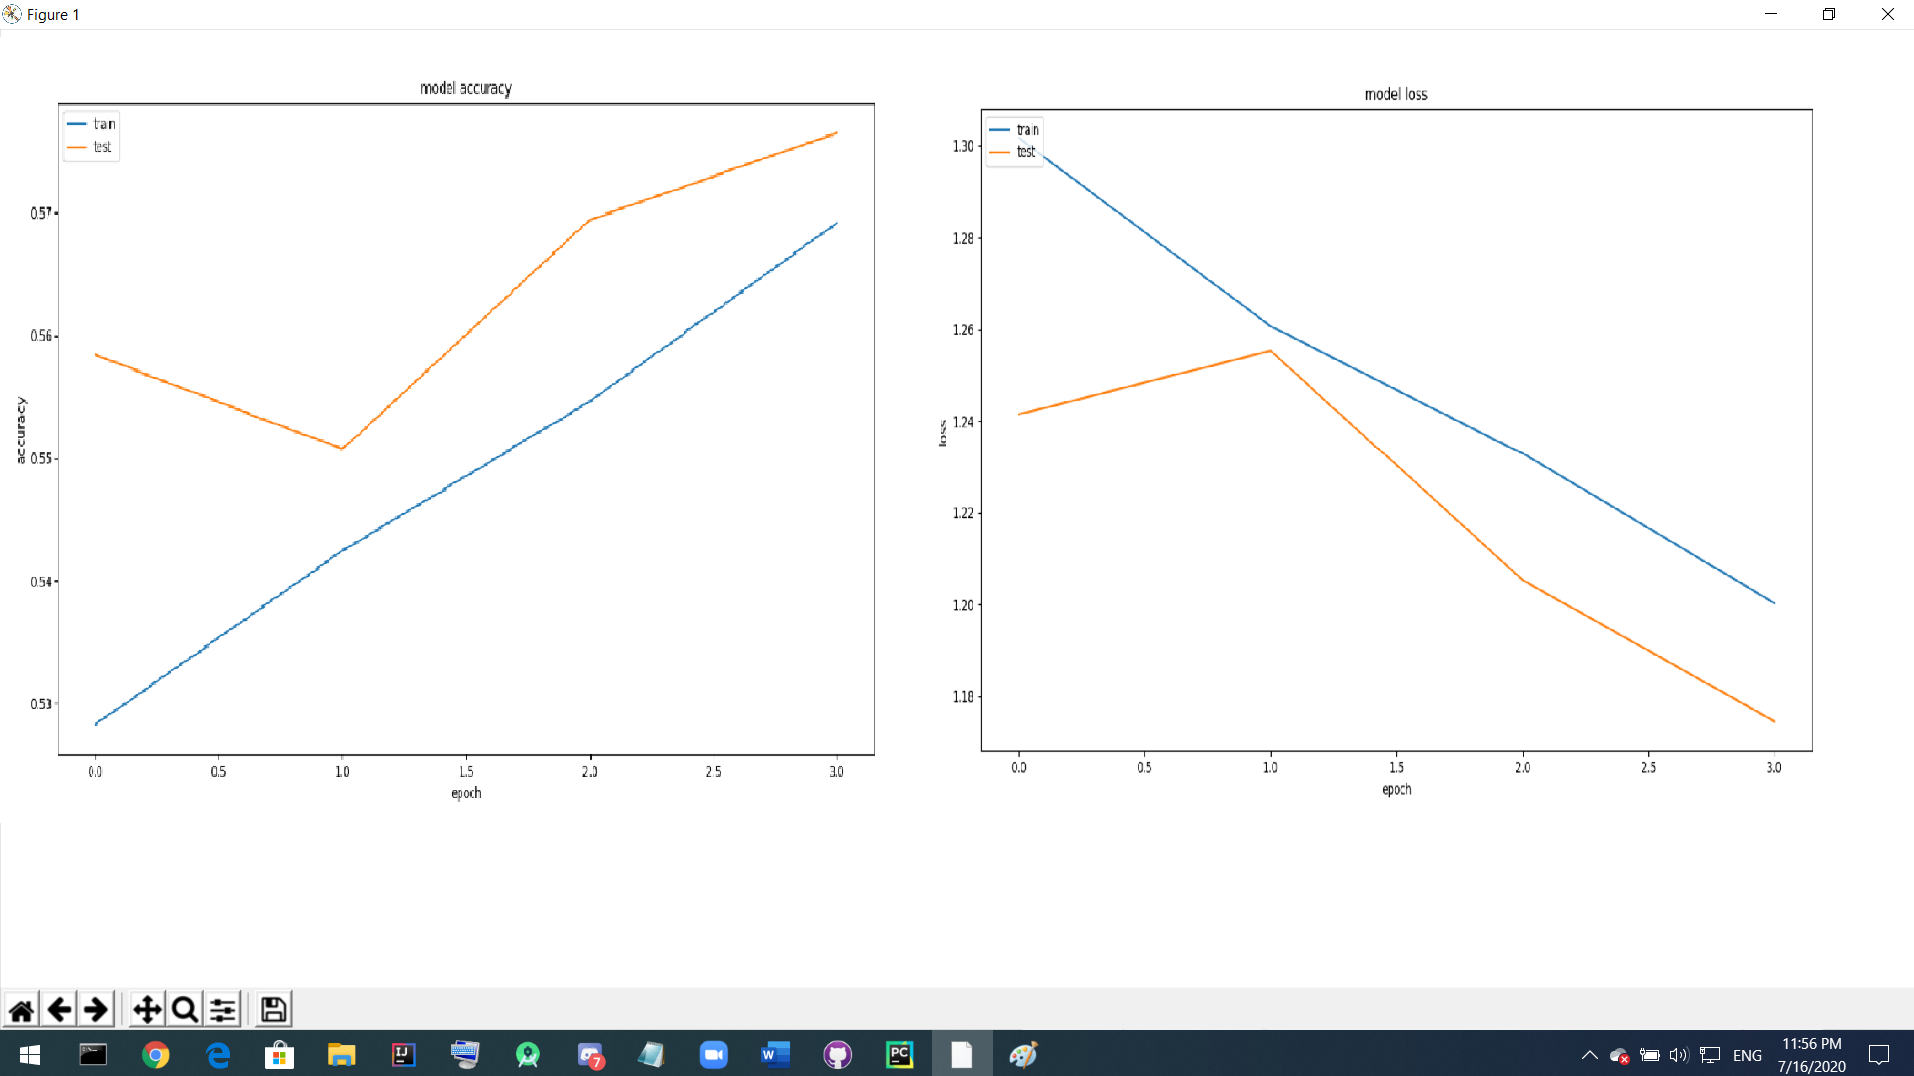 Figure 1
model accuracy
train
test
0.57
0.56
0.55
0.54
0.53
accuracy
0.0 0.5 1.0 1.5 2.0 2.5 3.0
epoch
model loss
train
test
1.30
1.28
1.26
1.24
1.22
1.20
1.18
loss
0.0 0.5 1.0 1.5 2.0 2.5 3.0
epoch
IJ
7
W
PC
ENG
11:56 PM
7/16/2020